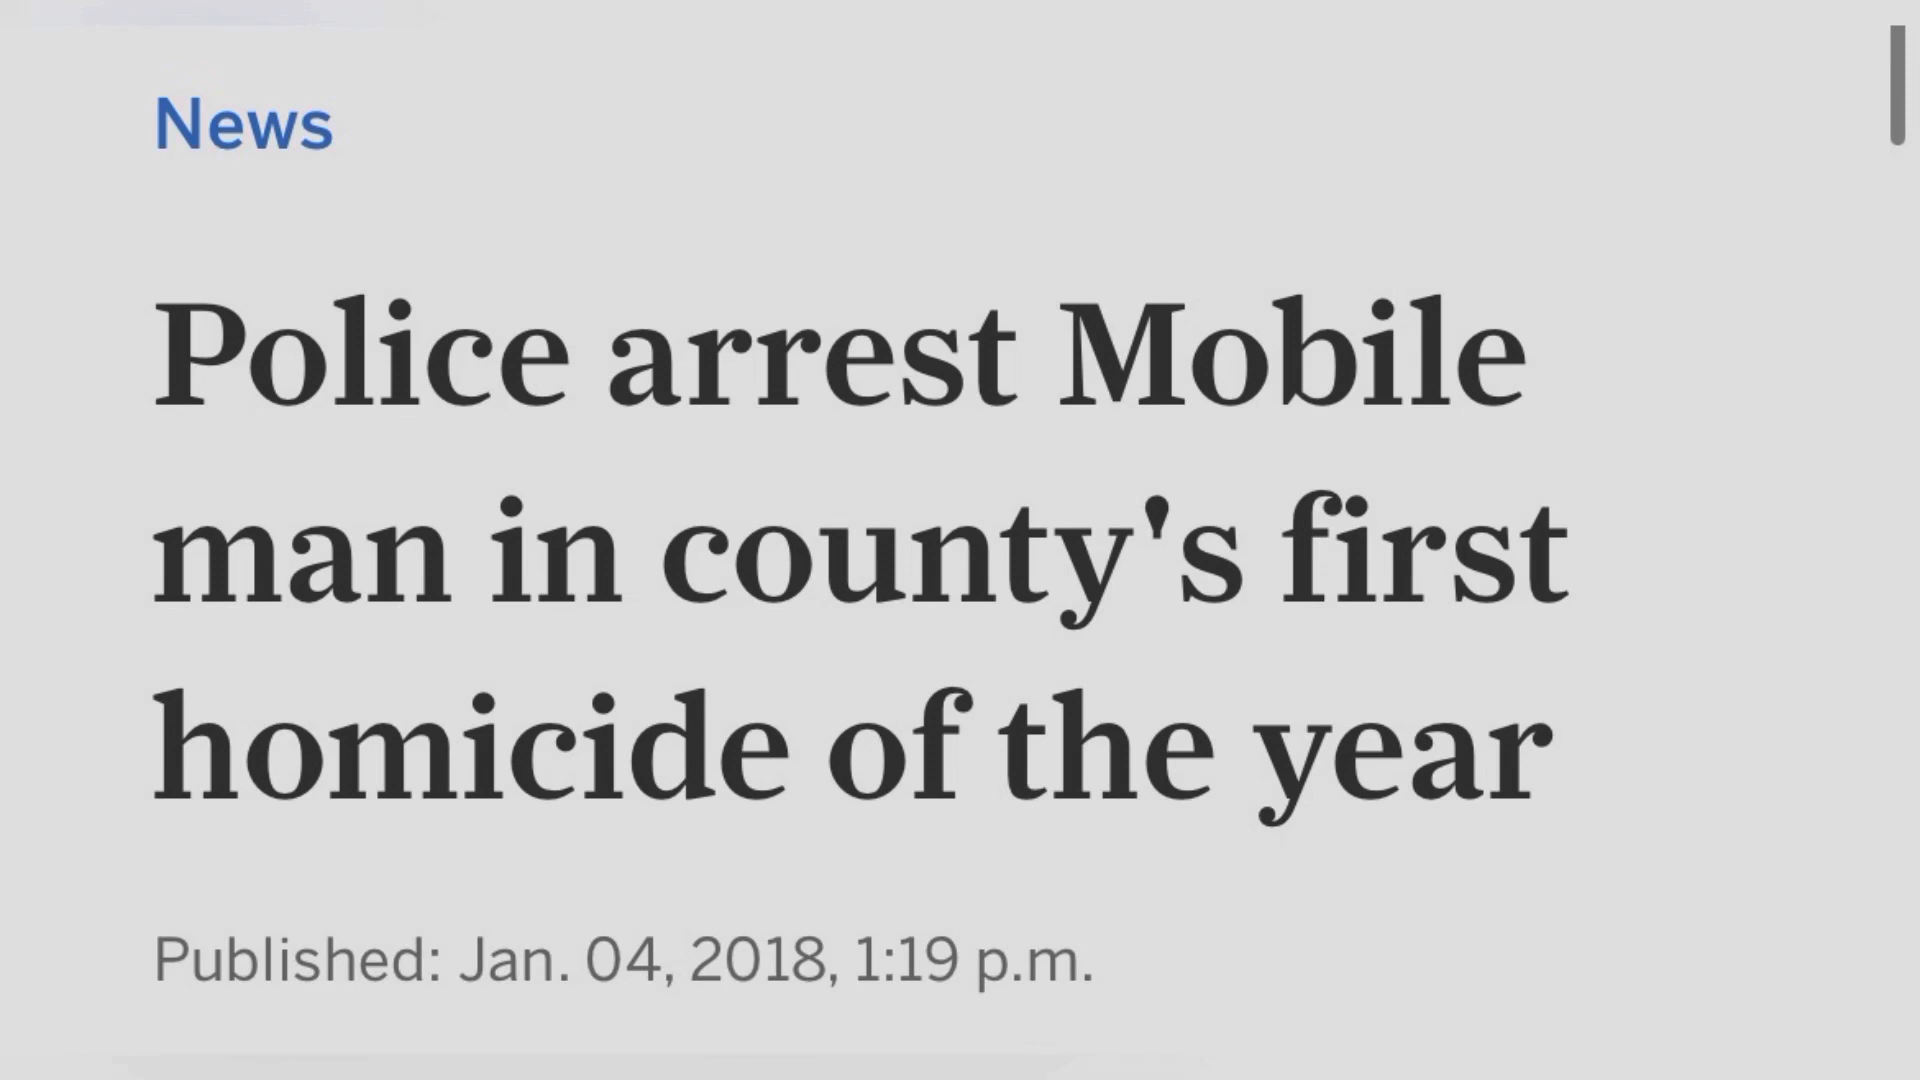 News
Police arrest Mobile
man in county's first
homicide of the year
Published: Jan. 04, 2018, 1:19 p.m.